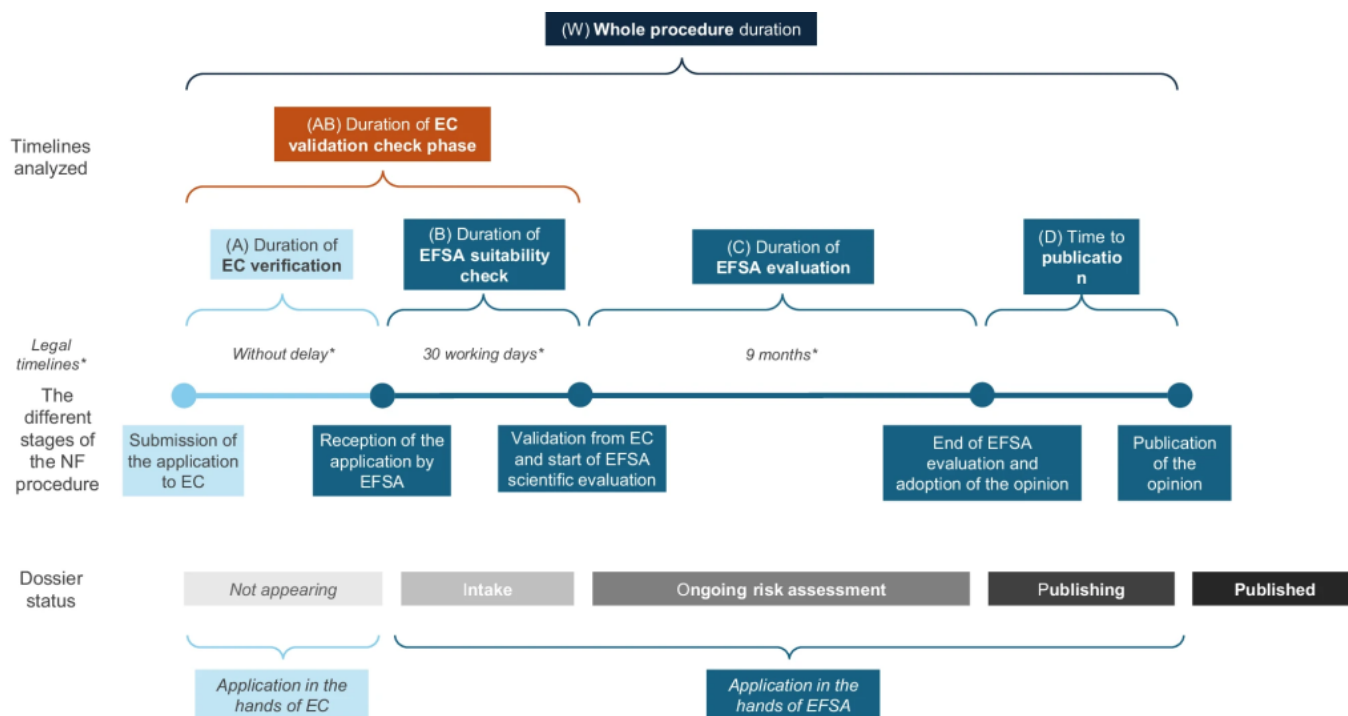 (W) Whole procedure duration
Timelines
analyzed
(AB) Duration of EC
validation check phase
(A) Duration of
EC verification
(B) Duration of
EFSA suitability
check
(C) Duration of
EFSA evaluation
(D) Time to
publicatio
n
Legal
timelines*
Without delay*
30 working days*
9 months*
The
different
stages of
the NF
procedure
Submission of
the application
to EC
Reception of the
application by
EFSA
Validation from EC
and start of EFSA
scientific evaluation
End of EFSA
evaluation and
adoption of the opinion
Publication
of the
opinion
Dossier
status
Not appearing
Intake
Ongoing risk assessment
Publishing
Published
Application in the
hands of EC
Application in the
hands of EFSA